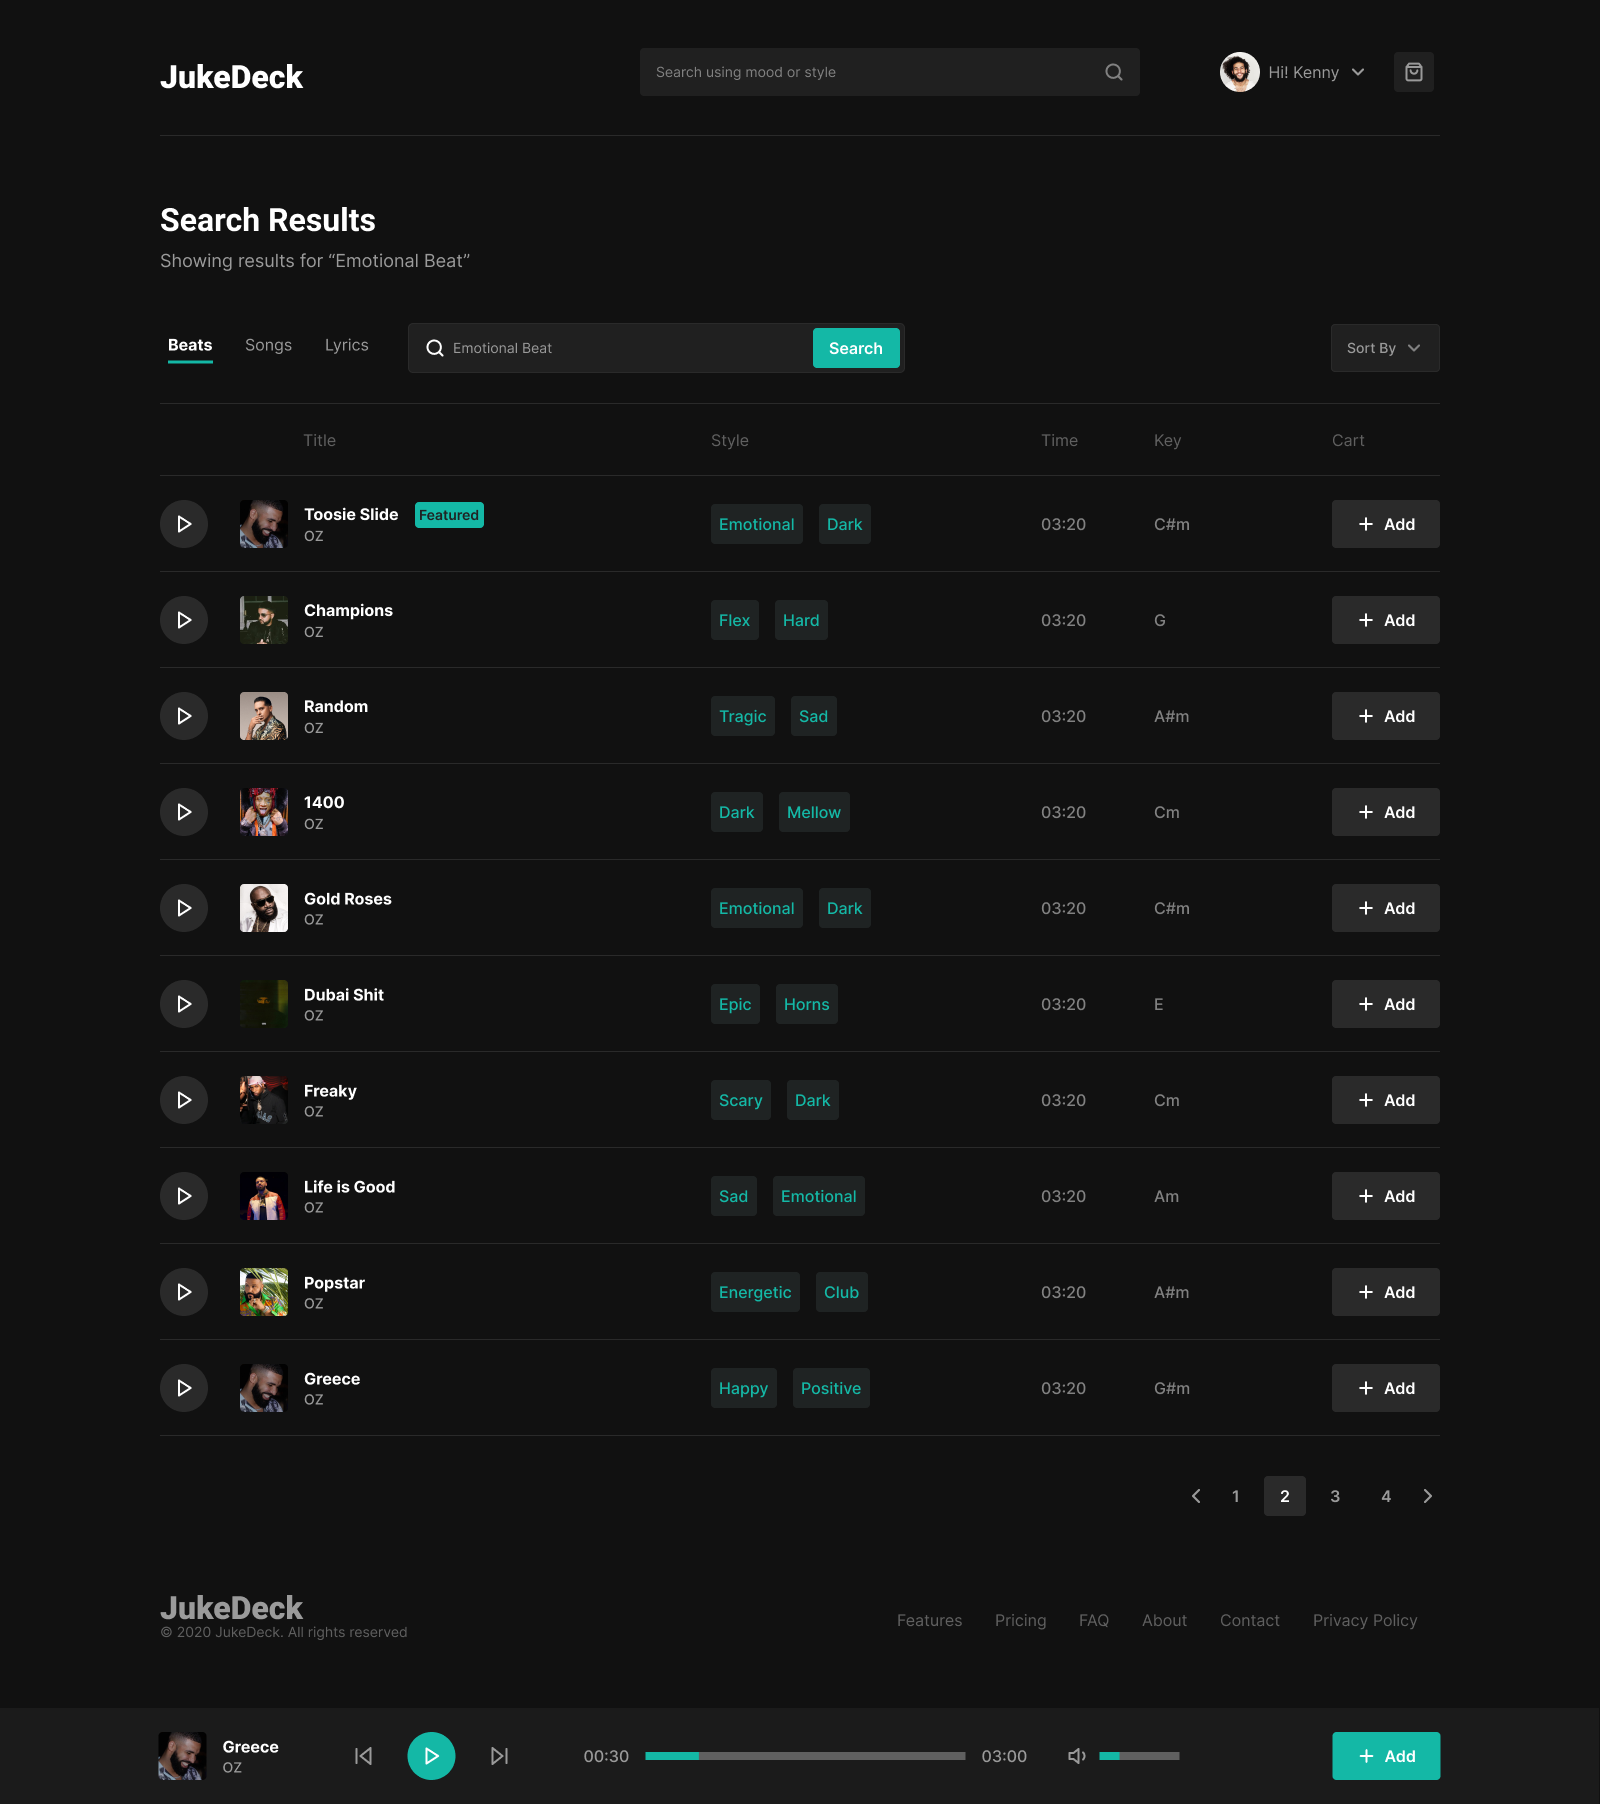 JukeDeck
Search using mood or style
Hi! Kenny
Search Results
Showing results for “Emotional Beat”
Beats Songs Lyrics
Emotional Beat
Search
Sort By
Title Style Time Key Cart
Toosie Slide Featured
OZ
Emotional Dark 03:20 C#m Add
Champions
OZ
Flex Hard 03:20 G Add
Random
OZ
Tragic Sad 03:20 A#m Add
1400
OZ
Dark Mellow 03:20 Cm Add
Gold Roses
OZ
Emotional Dark 03:20 C#m Add
Dubai Shit
OZ
Epic Horns 03:20 E Add
Freaky
OZ
Scary Dark 03:20 Cm Add
Life is Good
OZ
Sad Emotional 03:20 Am Add
Popstar
OZ
Energetic Club 03:20 A#m Add
Greece
OZ
Happy Positive 03:20 G#m Add
1 2 3 4
JukeDeck
© 2020 JukeDeck. All rights reserved
Features Pricing FAQ About Contact Privacy Policy
Greece
OZ
00:30 03:00 Add